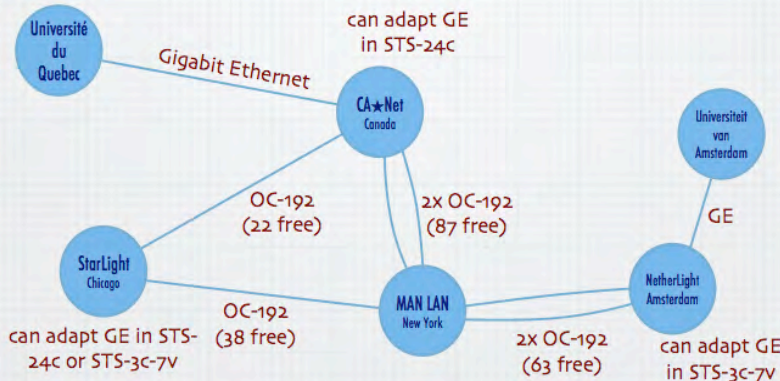 Université
du
Quebec
Gigabit Ethernet
can adapt GE
in STS-24c
CA★Net
Canada
Universiteit
van
Amsterdam
OC-192
(22 free)
2x OC-192
(87 free)
GE
StarLight
Chicago
OC-192
(38 free)
MAN LAN
New York
NetherLight
Amsterdam
can adapt GE in STS-
24c or STS-3c-7v
2x OC-192
(63 free)
can adapt GE
in STS-3c-7v